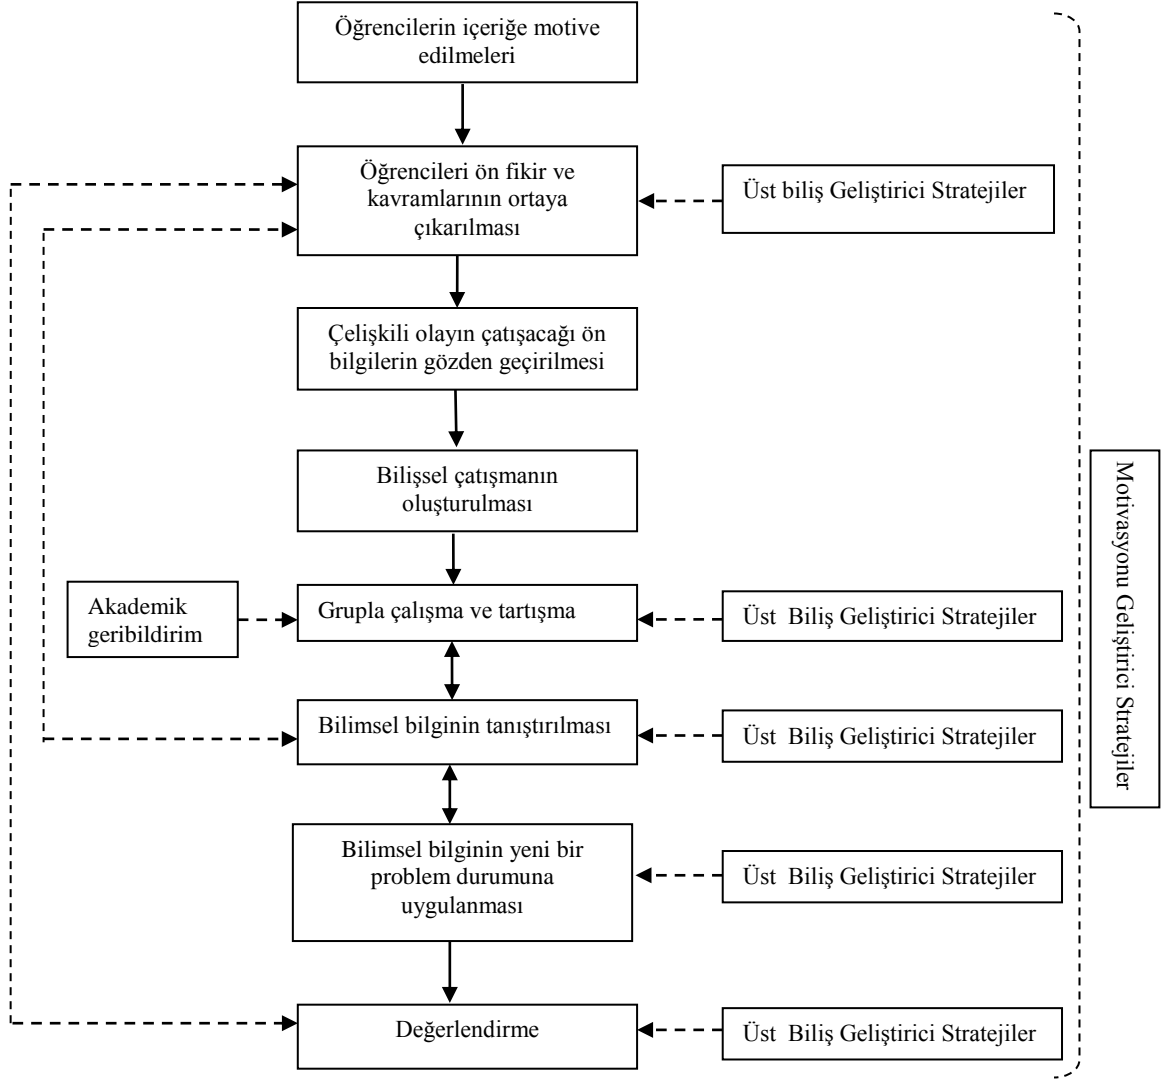 Öğrencilerin içeriğe motive
edilmeleri
Öğrencileri ön fikir ve
kavramlarının ortaya
çıkarılması
Üst biliş Geliştirici Stratejiler
Çelişkili olayın çatışacağı ön
bilgilerin gözden geçirilmesi
Bilişsel çatışmanın
oluşturulması
Akademik
geribildirim
Grupla çalışma ve tartışma
Üst Biliş Geliştirici Stratejiler
Bilimsel bilginin tanıştırılması
Üst Biliş Geliştirici Stratejiler
Bilimsel bilginin yeni bir
problem durumuna
uygulanması
Üst Biliş Geliştirici Stratejiler
Değerlendirme
Üst Biliş Geliştirici Stratejiler
Motivasyonu Geliştirici Stratejiler